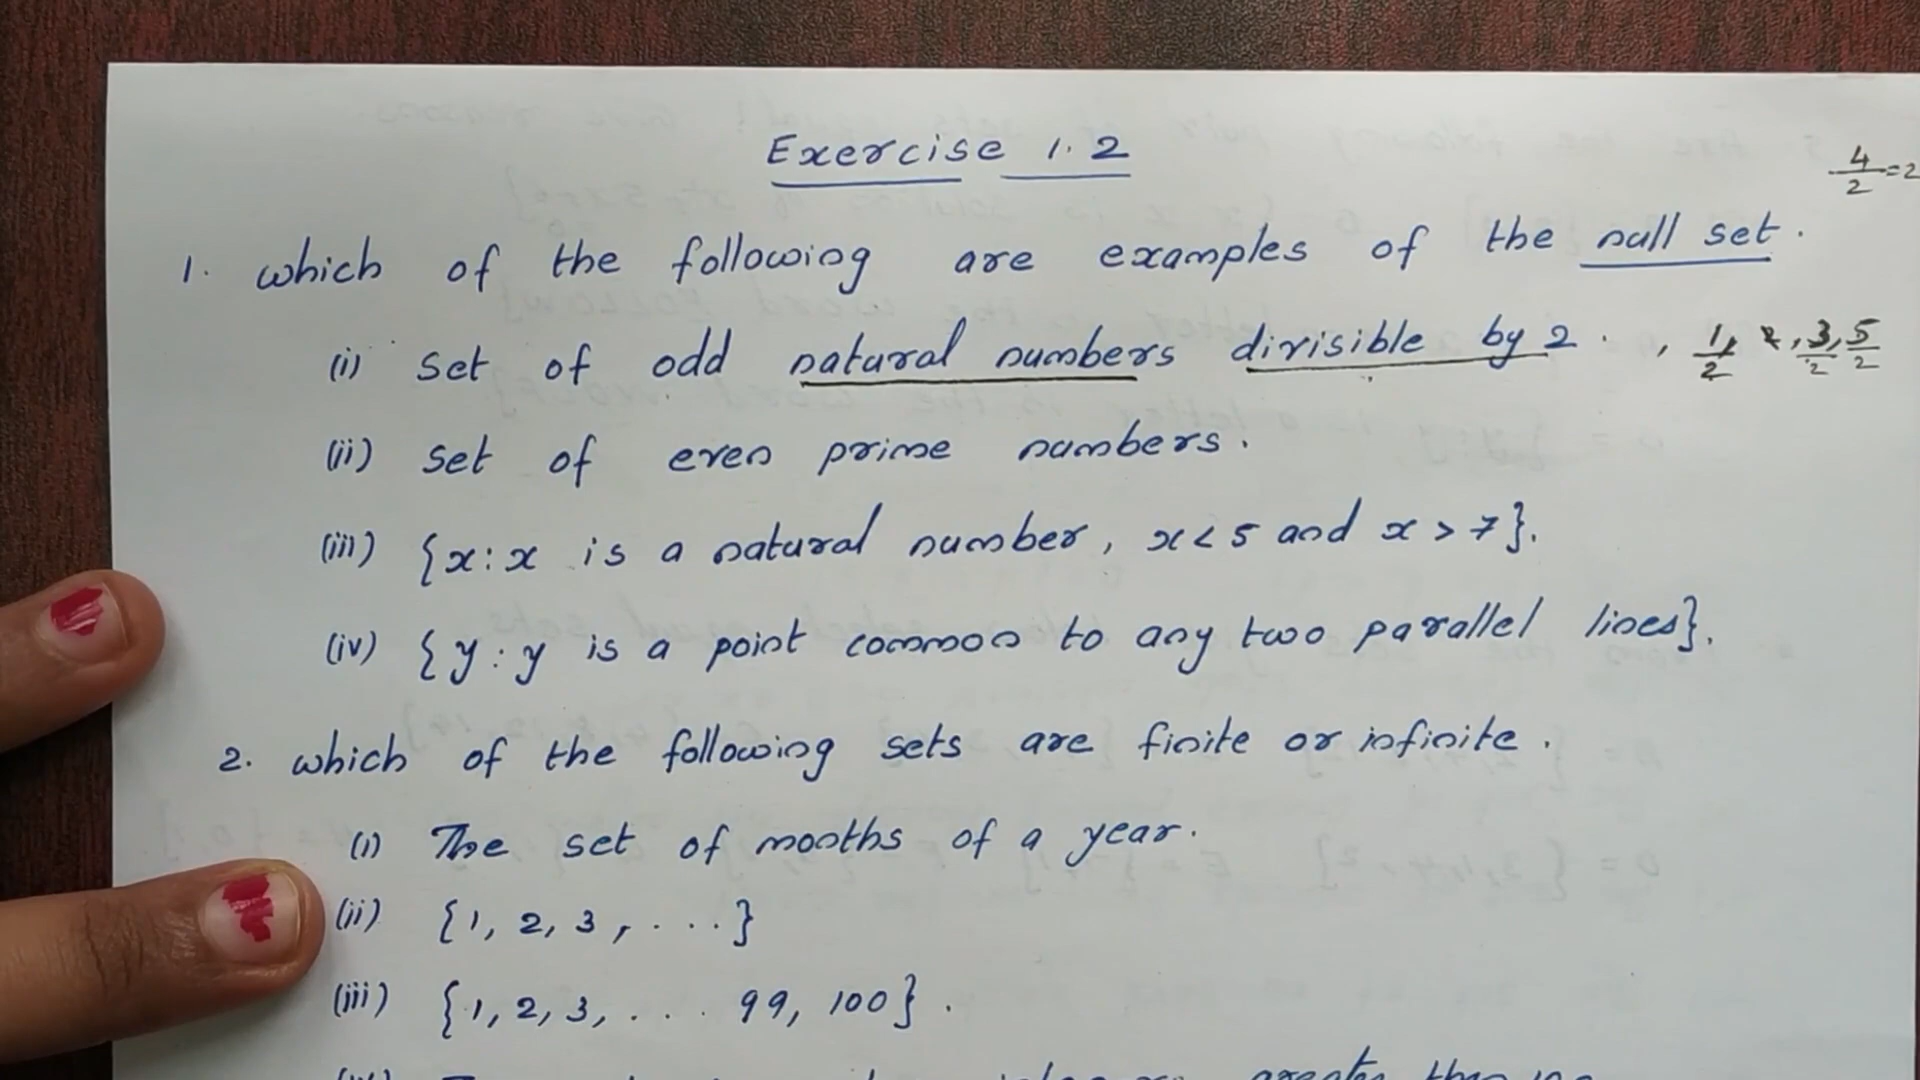 Exercise 1.2
4/2 = 2
1. which of the following are examples of the null set.
(i) set of odd natural numbers divisible by 2. , 1/2, 2, 3/2, 5/2
(ii) set of even prime numbers.
(iii) {x:x is a natural number, x<5 and x>7}.
(iv) {y:y is a point common to any two parallel lines}.
2. which of the following sets are finite or infinite.
(i) The set of months of a year.
(ii) {1, 2, 3, ....}
(iii) {1, 2, 3, ... 99, 100}.
greater than